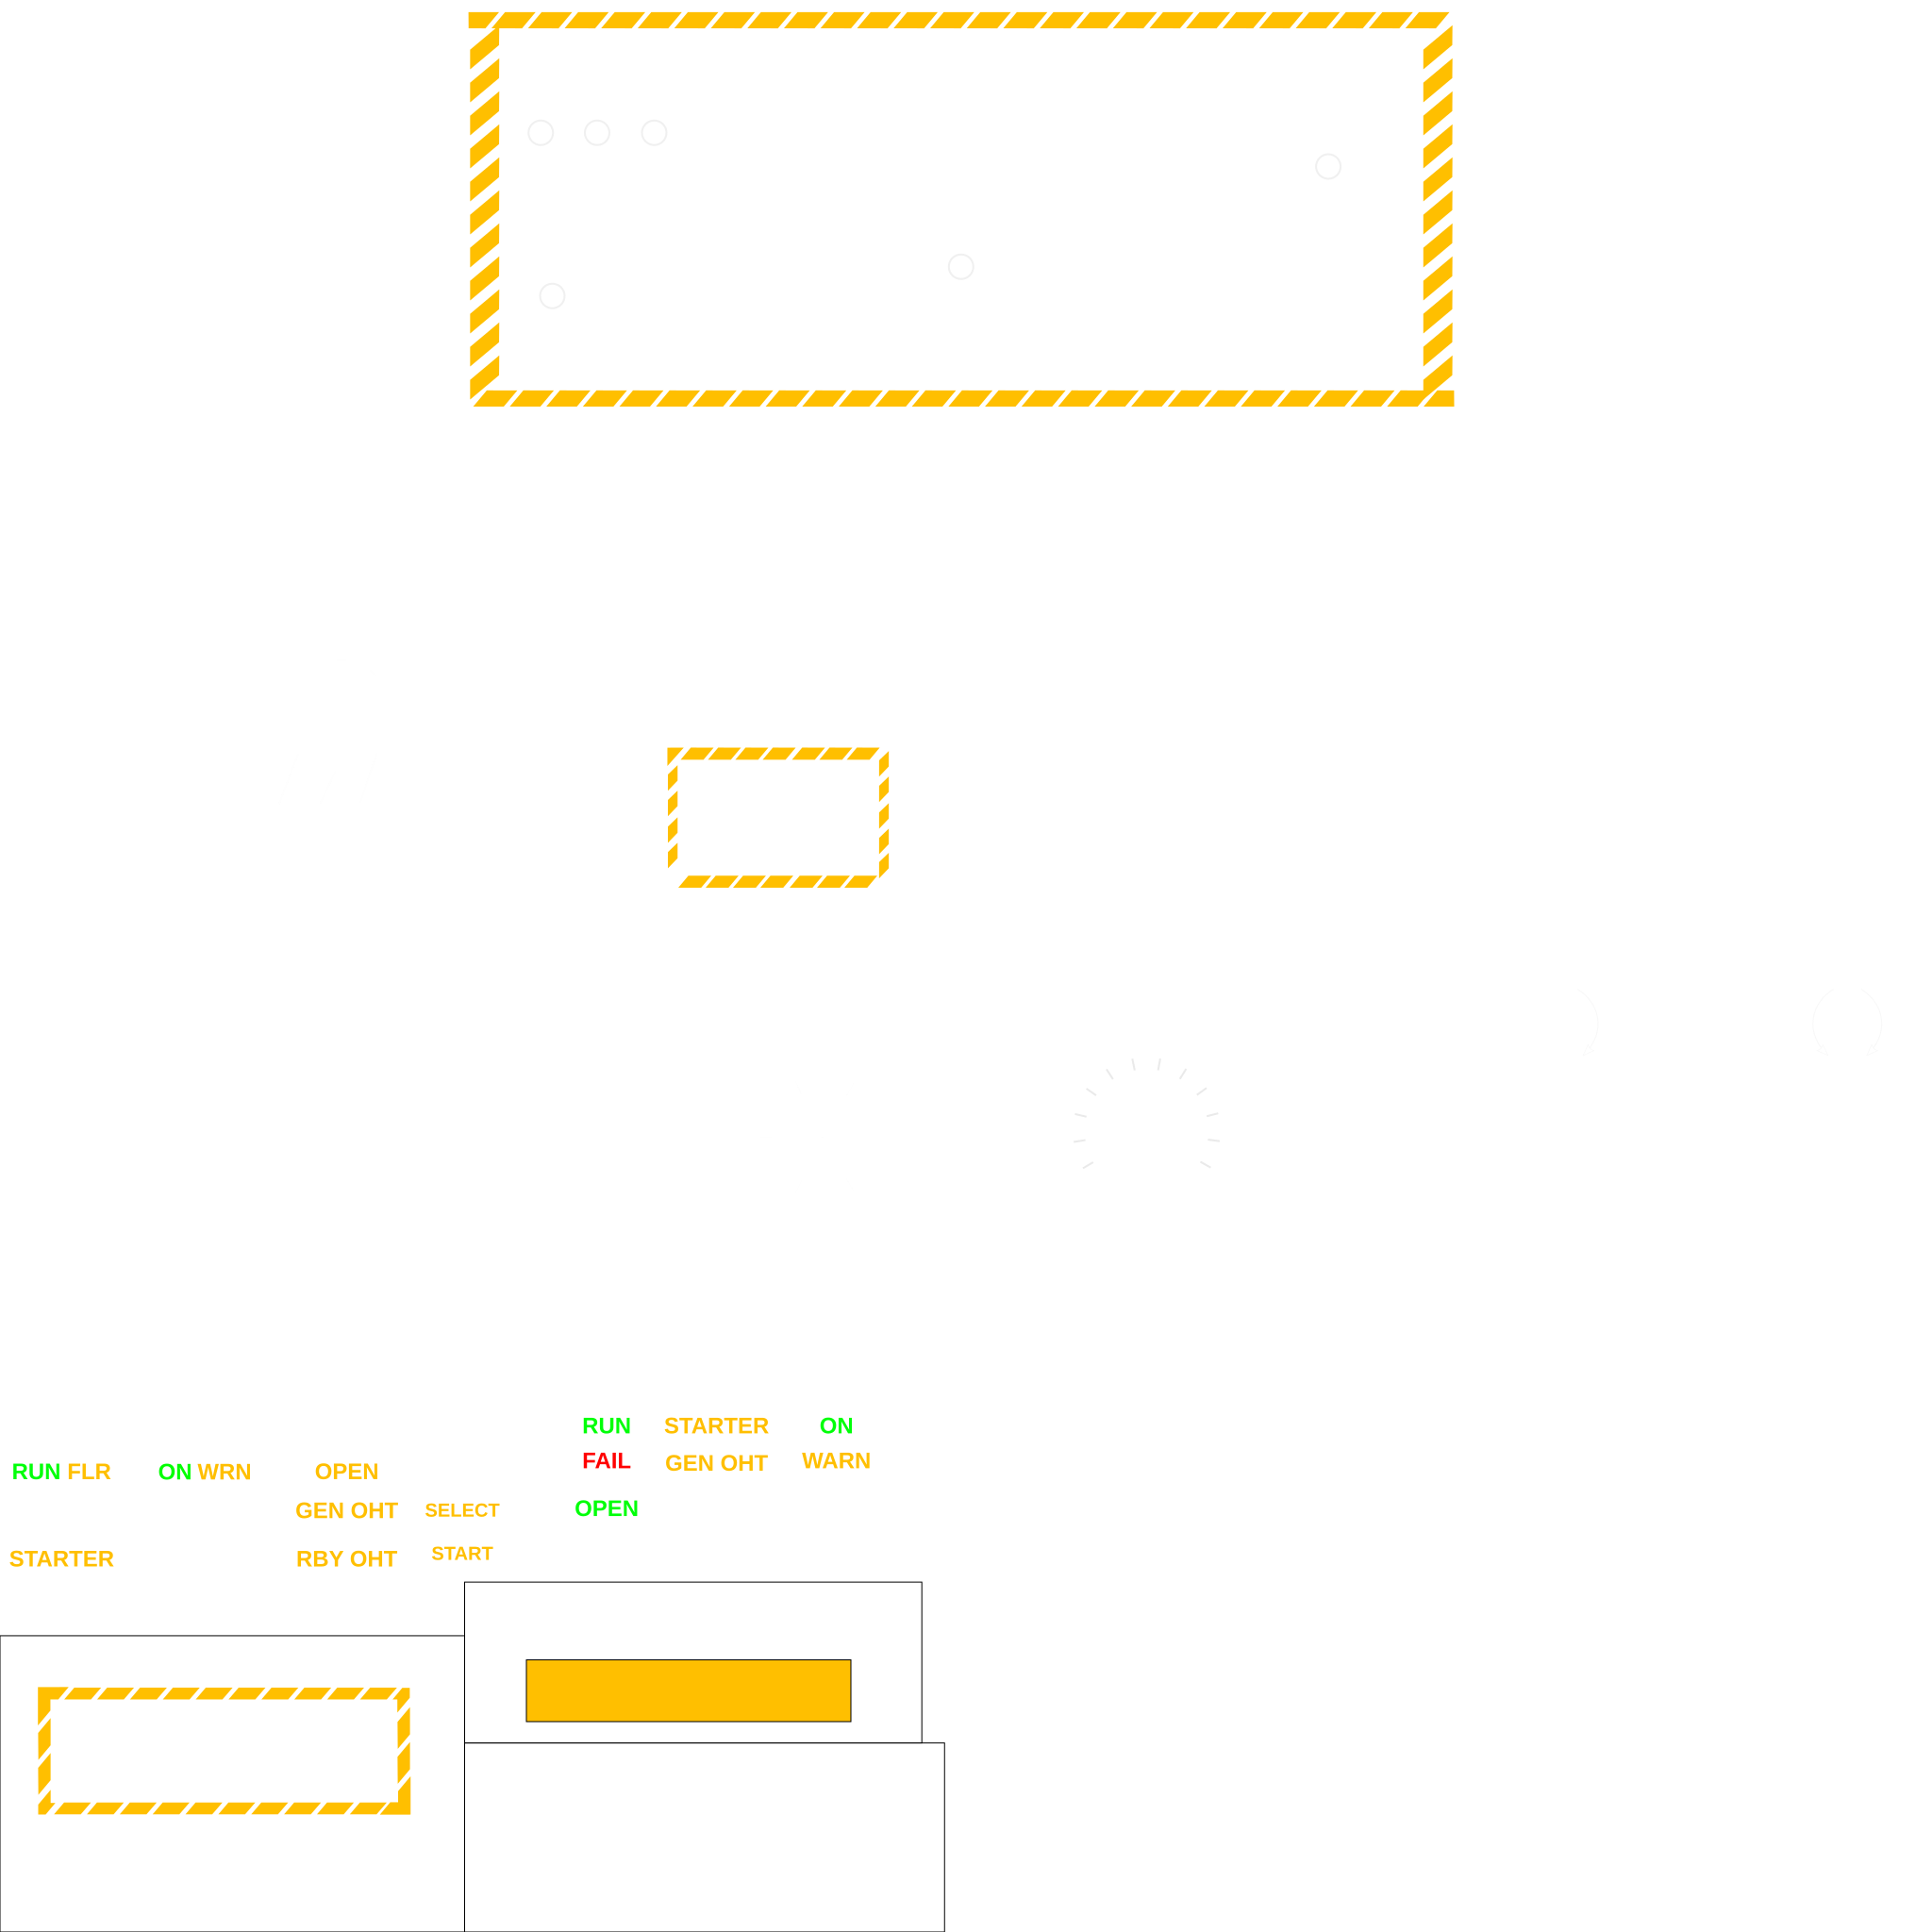 RUN STARTER ON
FAIL GEN OHT WARN
RUN FLR ON WRN OPEN
GEN OHT SELECT OPEN
STARTER RBY OHT START